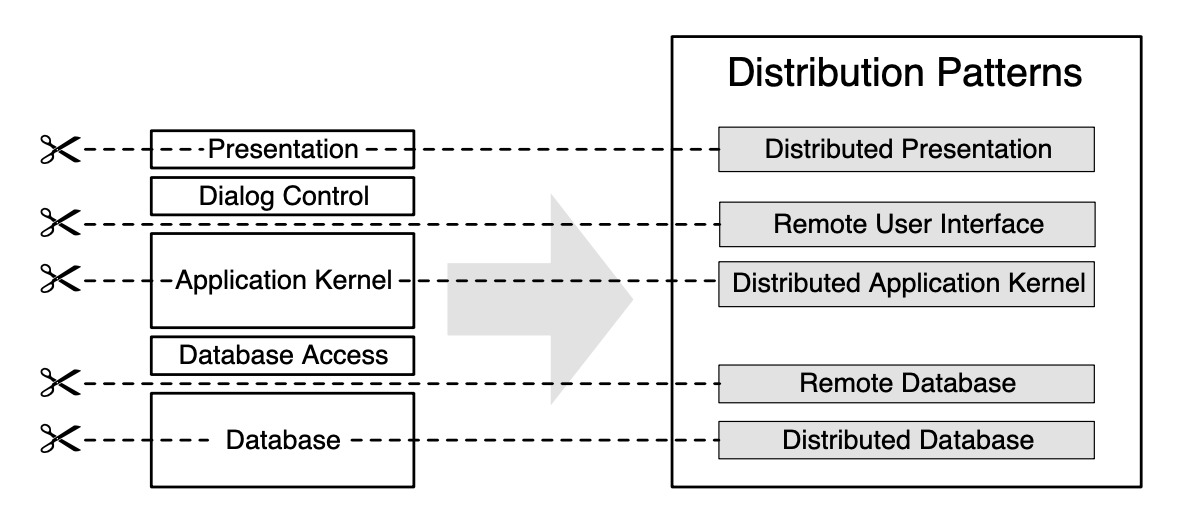 Distribution Patterns
Presentation
Distributed Presentation
Dialog Control
Remote User Interface
Application Kernel
Distributed Application Kernel
Database Access
Remote Database
Database
Distributed Database